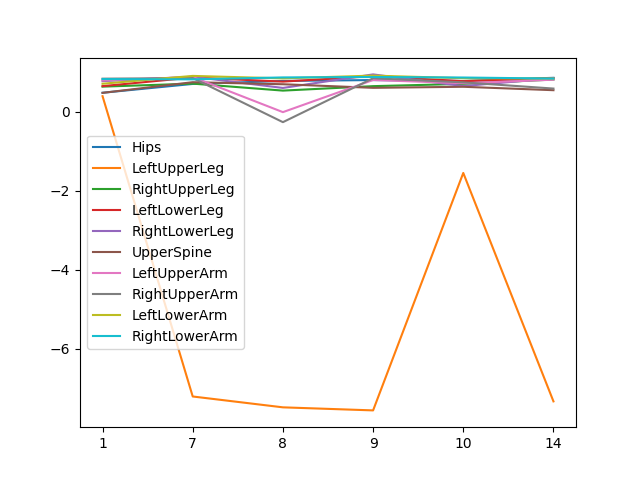 0
−2
−4
−6
Hips
LeftUpperLeg
RightUpperLeg
LeftLowerLeg
RightLowerLeg
UpperSpine
LeftUpperArm
RightUpperArm
LeftLowerArm
RightLowerArm
1 7 8 9 10 14